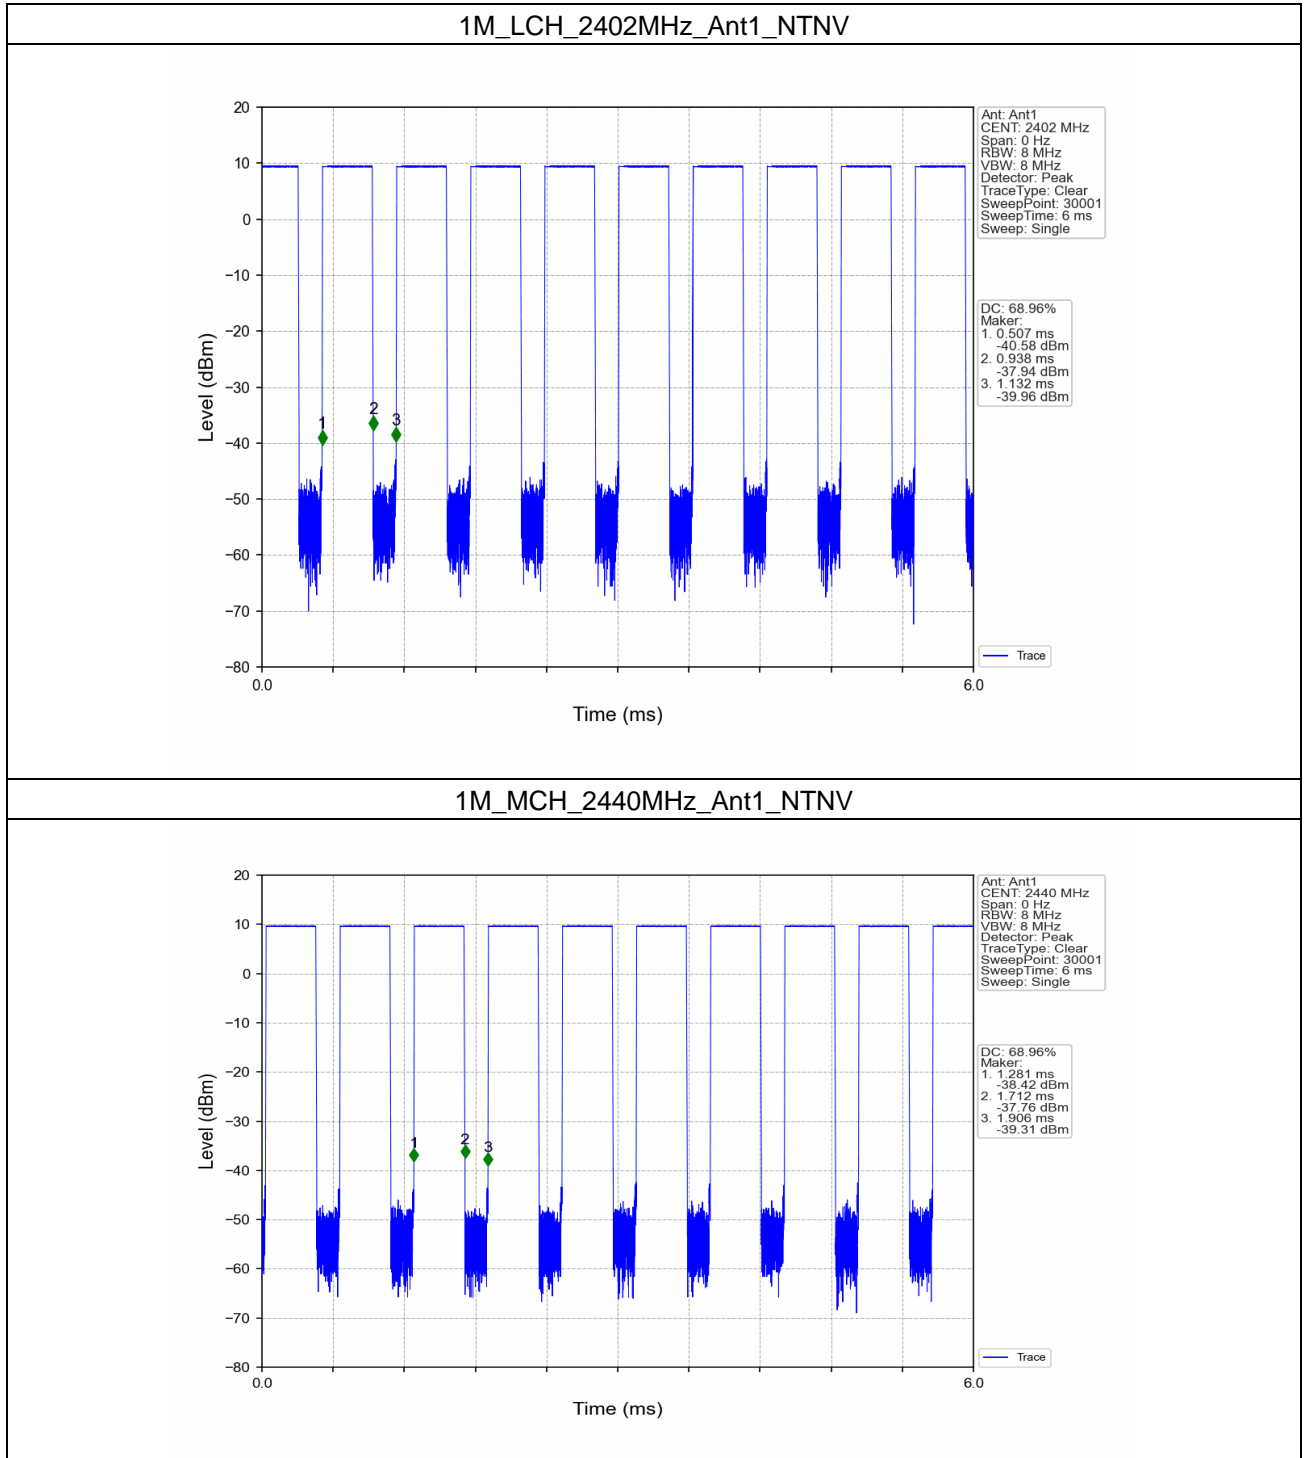 1M_LCH_2402MHz_Ant1_NTNV
20
10
0
−10
−20
−30
−40
−50
−60
−70
−80
Level (dBm)
1
2
3
0.0
6.0
Time (ms)
Ant: Ant1
CENT: 2402 MHz
Span: 0 Hz
RBW: 8 MHz
VBW: 8 MHz
Detector: Peak
TraceType: Clear
SweepPoint: 30001
SweepTime: 6 ms
Sweep: Single
DC: 68.96%
Maker:
1. 0.507 ms
-40.58 dBm
2. 0.938 ms
-37.94 dBm
3. 1.132 ms
-39.96 dBm
Trace
1M_MCH_2440MHz_Ant1_NTNV
20
10
0
−10
−20
−30
−40
−50
−60
−70
−80
Level (dBm)
1
2
3
0.0
6.0
Time (ms)
Ant: Ant1
CENT: 2440 MHz
Span: 0 Hz
RBW: 8 MHz
VBW: 8 MHz
Detector: Peak
TraceType: Clear
SweepPoint: 30001
SweepTime: 6 ms
Sweep: Single
DC: 68.96%
Maker:
1. 1.281 ms
-38.42 dBm
2. 1.712 ms
-37.76 dBm
3. 1.906 ms
-39.31 dBm
Trace